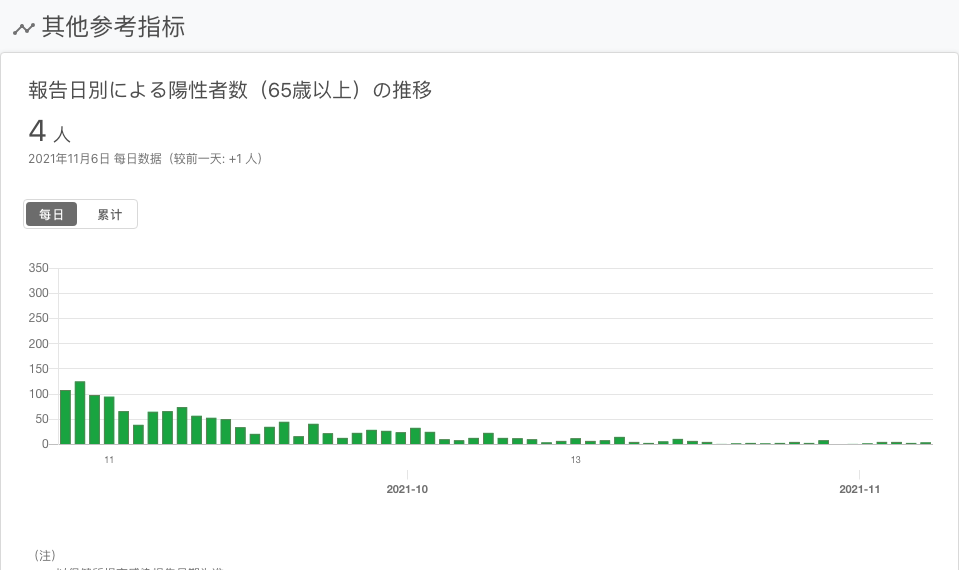 其他参考指标
報告日別による陽性者数（65歳以上）の推移
4 人
2021年11月6日 每日数据（较前一天: +1 人）
每日 累计
350
300
250
200
150
100
50
0
11 13
2021-10 2021-11
（注）